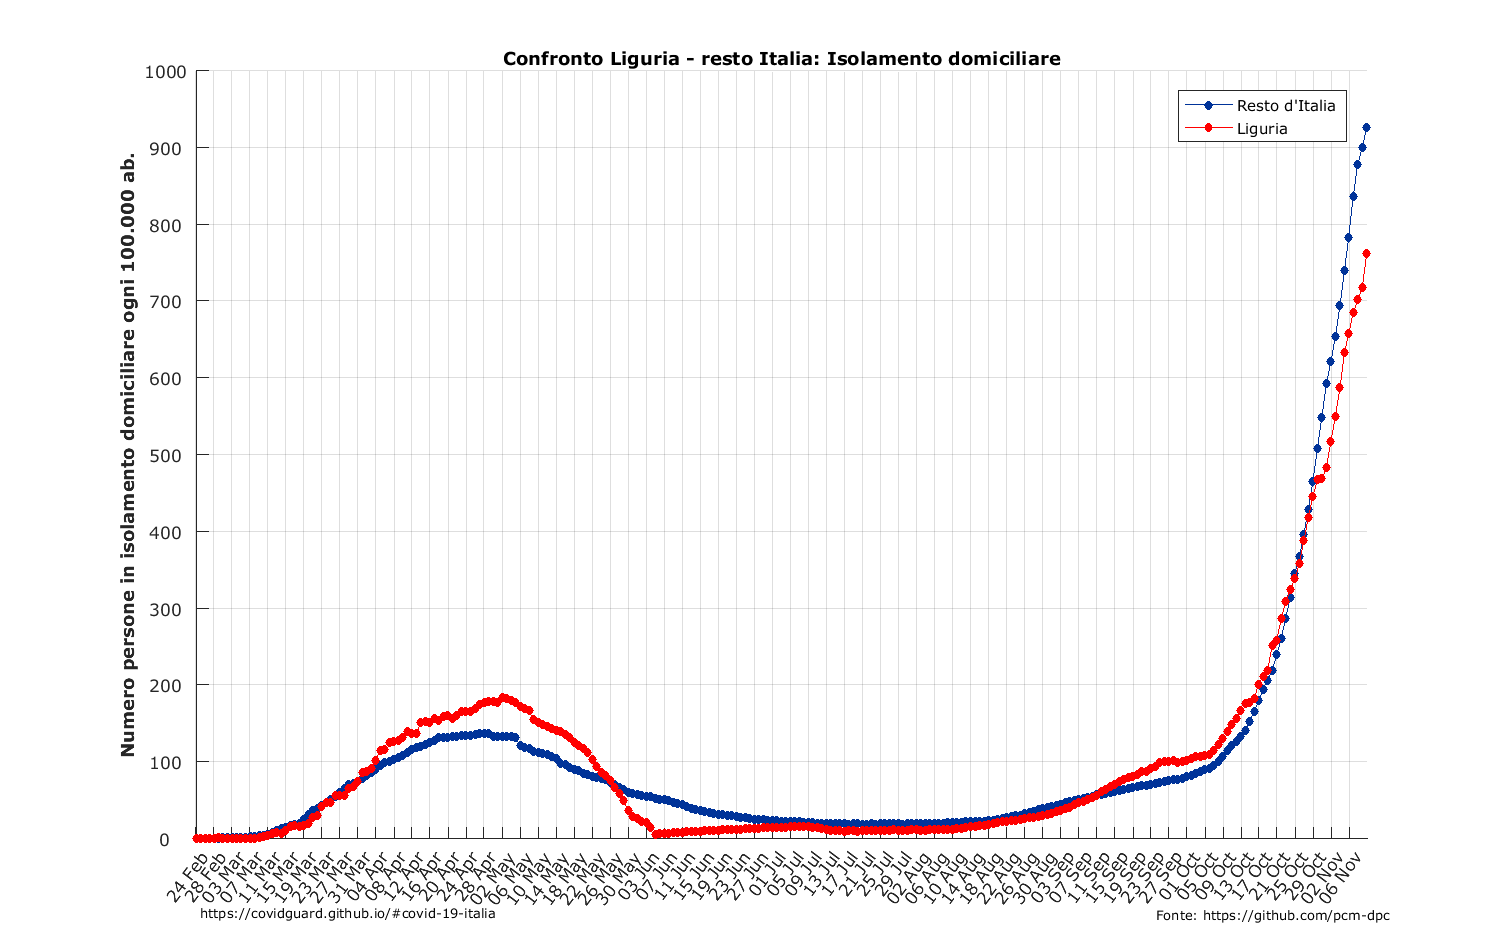 Confronto Liguria - resto Italia: Isolamento domiciliare
Resto d'Italia
Liguria
Numero persone in isolamento domiciliare ogni 100.000 ab.
1000
900
800
700
600
500
400
300
200
100
0
24 Feb
28 Feb
03 Mar
07 Mar
11 Mar
15 Mar
19 Mar
23 Mar
27 Mar
31 Mar
04 Apr
08 Apr
12 Apr
16 Apr
20 Apr
24 Apr
28 Apr
02 May
06 May
10 May
14 May
18 May
22 May
26 May
30 May
03 Jun
07 Jun
11 Jun
15 Jun
19 Jun
23 Jun
27 Jun
01 Jul
05 Jul
09 Jul
13 Jul
17 Jul
21 Jul
25 Jul
29 Jul
02 Aug
06 Aug
10 Aug
14 Aug
18 Aug
22 Aug
26 Aug
30 Aug
03 Sep
07 Sep
11 Sep
15 Sep
19 Sep
23 Sep
27 Sep
01 Oct
05 Oct
09 Oct
13 Oct
17 Oct
21 Oct
25 Oct
29 Oct
02 Nov
06 Nov
https://covidguard.github.io/#covid-19-italia
Fonte: https://github.com/pcm-dpc